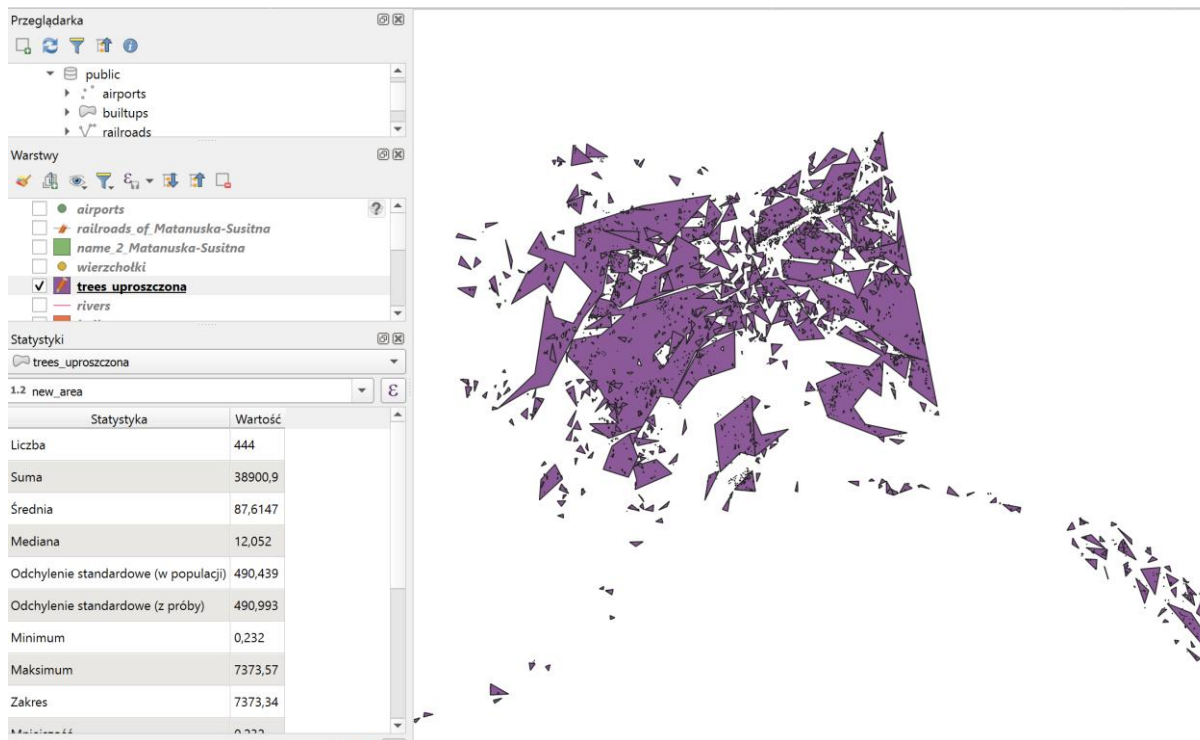 Przeglądarka
public
airports
builtups
railroads
Warstwy
airports
?
railroads_of_Matanuska-Susitna
name_2_Matanuska-Susitna
wierzchołki
trees_uproszczona
rivers
Statystyki
trees_uproszczona
1.2 new_area
ε
Statystyka Wartość
Liczba 444
Suma 38900,9
Średnia 87,6147
Mediana 12,052
Odchylenie standardowe (w populacji) 490,439
Odchylenie standardowe (z próby) 490,993
Minimum 0,232
Maksimum 7373,57
Zakres 7373,34